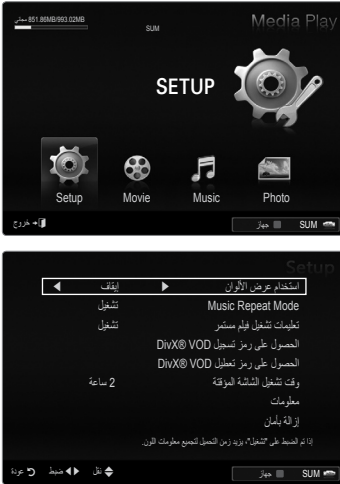 851.86MB/993.02MB مجاني
SUM
Media Play
SETUP
Setup
Movie
Music
Photo
خروج
جهاز
SUM
Setup
استخدام عرض الألوان
إيقاف
Music Repeat Mode
تشغيل
تعليمات تشغيل فيلم مستمر
تشغيل
الحصول على رمز تسجيل DivX® VOD
الحصول على رمز تعطيل DivX® VOD
وقت تشغيل الشاشة المؤقتة
2 ساعة
معلومات
إزالة بأمان
إذا تم الضبط على "تشغيل"، يزيد زمن التحميل لتجميع معلومات اللون.
نقل
ضبط
عودة
جهاز
SUM